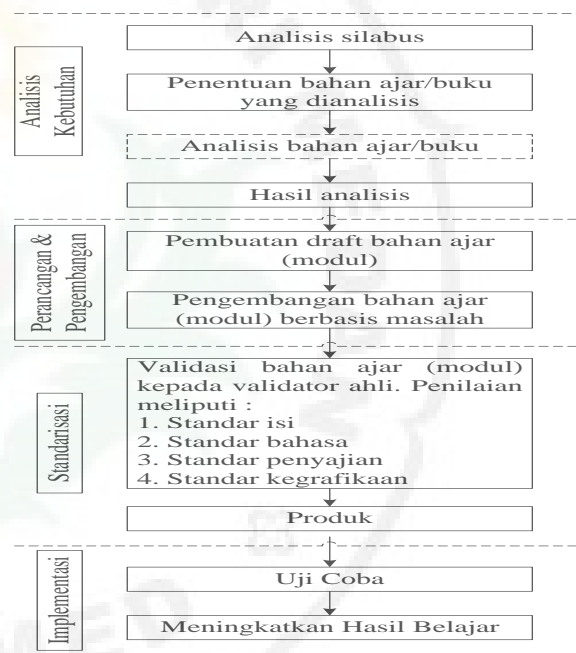 Analisis
Kebutuhan
Analisis silabus
Penentuan bahan ajar/buku
yang dianalisis
Analisis bahan ajar/buku
Hasil analisis
Perancangan &
Pengembangan
Pembuatan draft bahan ajar
(modul)
Pengembangan bahan ajar
(modul) berbasis masalah
Standarisasi
Validasi bahan ajar (modul)
kepada validator ahli. Penilaian
meliputi :
1. Standar isi
2. Standar bahasa
3. Standar penyajian
4. Standar kegrafikaan
Produk
Implementasi
Uji Coba
Meningkatkan Hasil Belajar